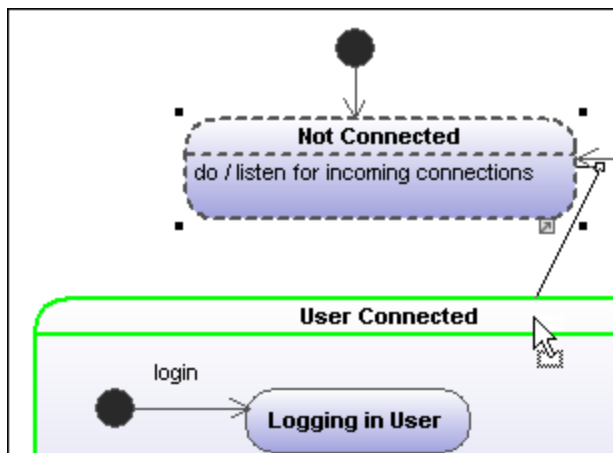 Not Connected
do / listen for incoming connections
User Connected
login
Logging in User